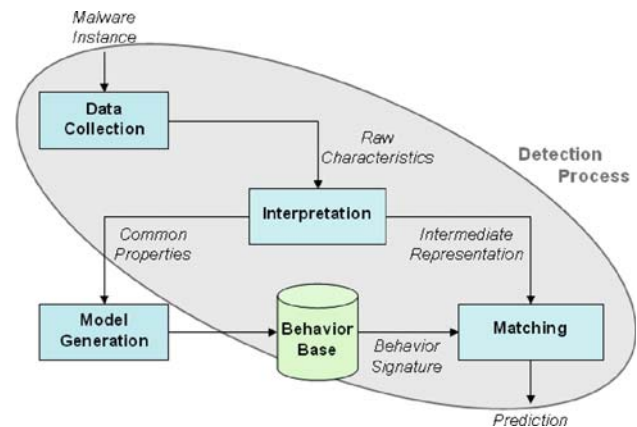 Malware
Instance
Data
Collection
Raw
Characteristics
Detection
Process
Interpretation
Common
Properties
Intermediate
Representation
Model
Generation
Behavior
Base
Behavior
Signature
Matching
Prediction